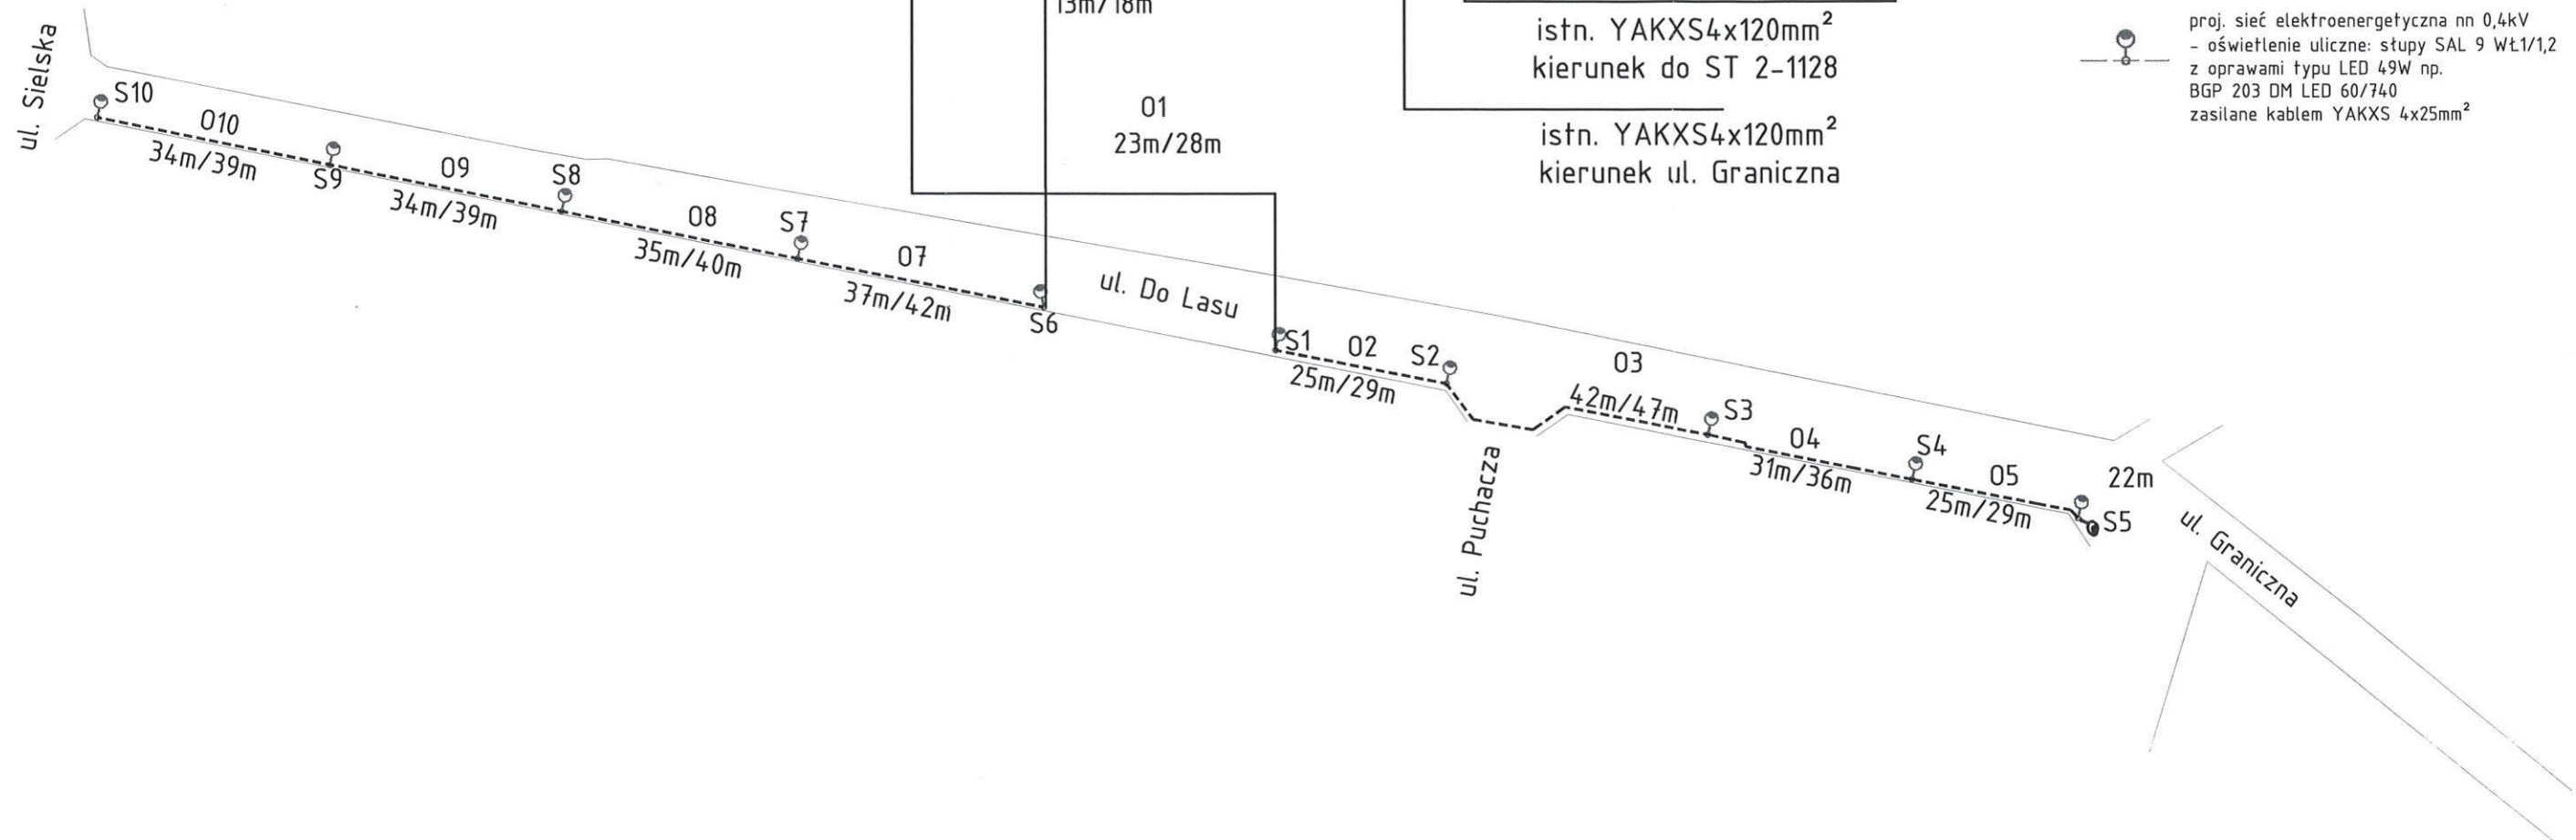 13m/18m
istn. YAKXS4x120mm²
kierunek do ST 2-1128
istn. YAKXS4x120mm²
kierunek ul. Graniczna
proj. sieć elektroenergetyczna nn 0,4kV
- oświetlenie uliczne: słupy SAL 9 WŁ1/1,2
z oprawami typu LED 49W np.
BGP 203 DM LED 60/740
zasilane kablem YAKXS 4x25mm²
O1
23m/28m
ul. Sielska
S10
O10
34m/39m
S9
O9
34m/39m
S8
O8
35m/40m
S7
O7
37m/42m
S6
ul. Do Lasu
S1
O2
25m/29m
S2
O3
42m/47m
S3
O4
31m/36m
S4
O5
25m/29m
22m
S5
ul. Puchacza
ul. Graniczna